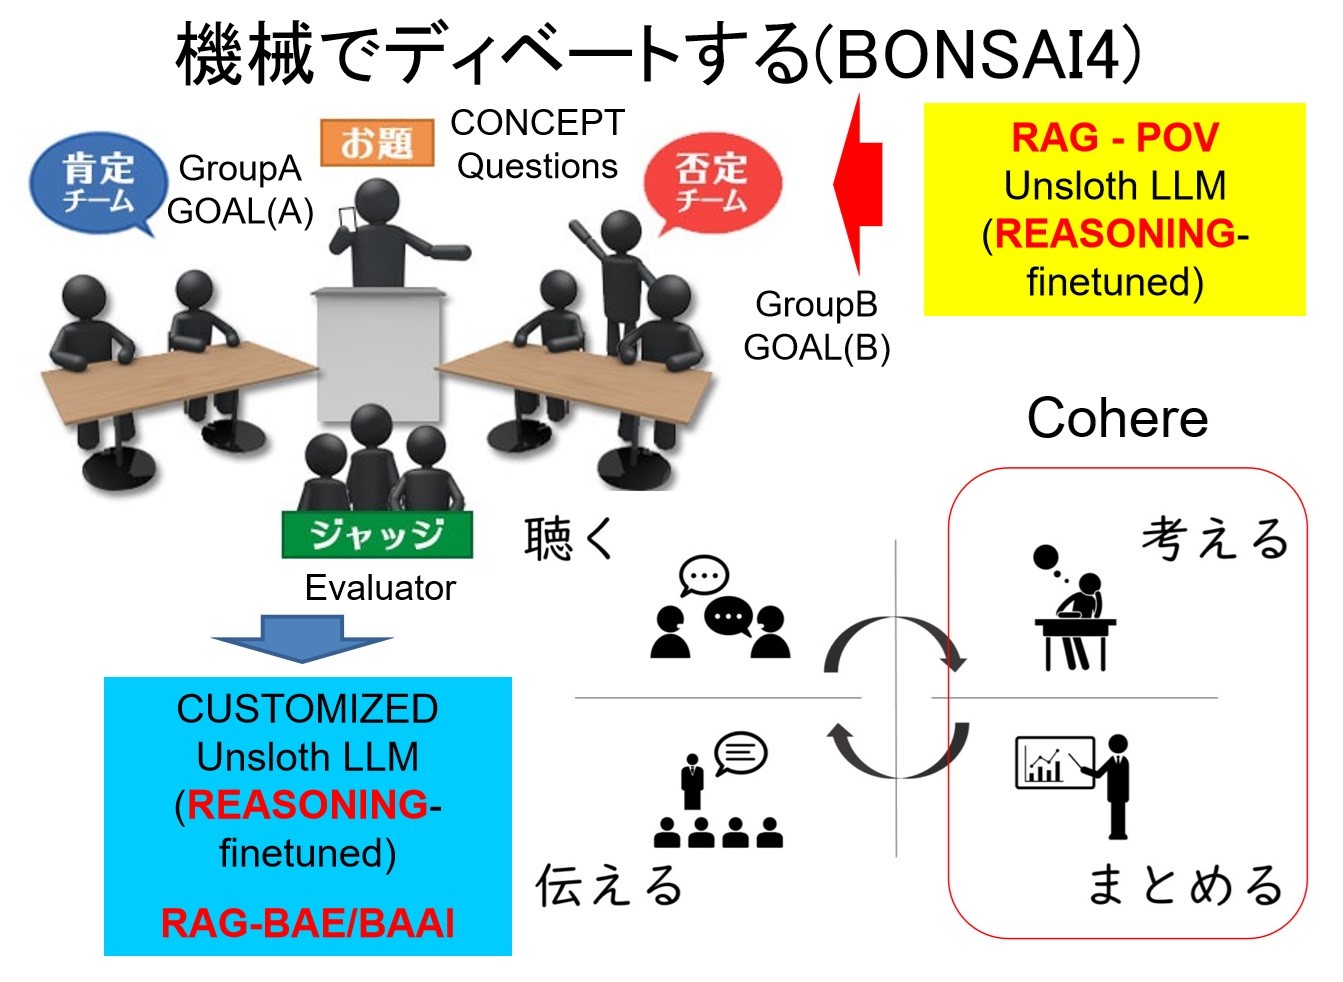 機械でディベートする(BONSAI4)
肯定
チーム
GroupA
GOAL(A)
お題
CONCEPT
Questions
否定
チーム
GroupB
GOAL(B)
RAG - POV
Unsloth LLM
(REASONING-
finetuned)
ジャッジ
Evaluator
CUSTOMIZED
Unsloth LLM
(REASONING-
finetuned)
RAG-BAE/BAAI
Cohere
聴く
考える
伝える
まとめる